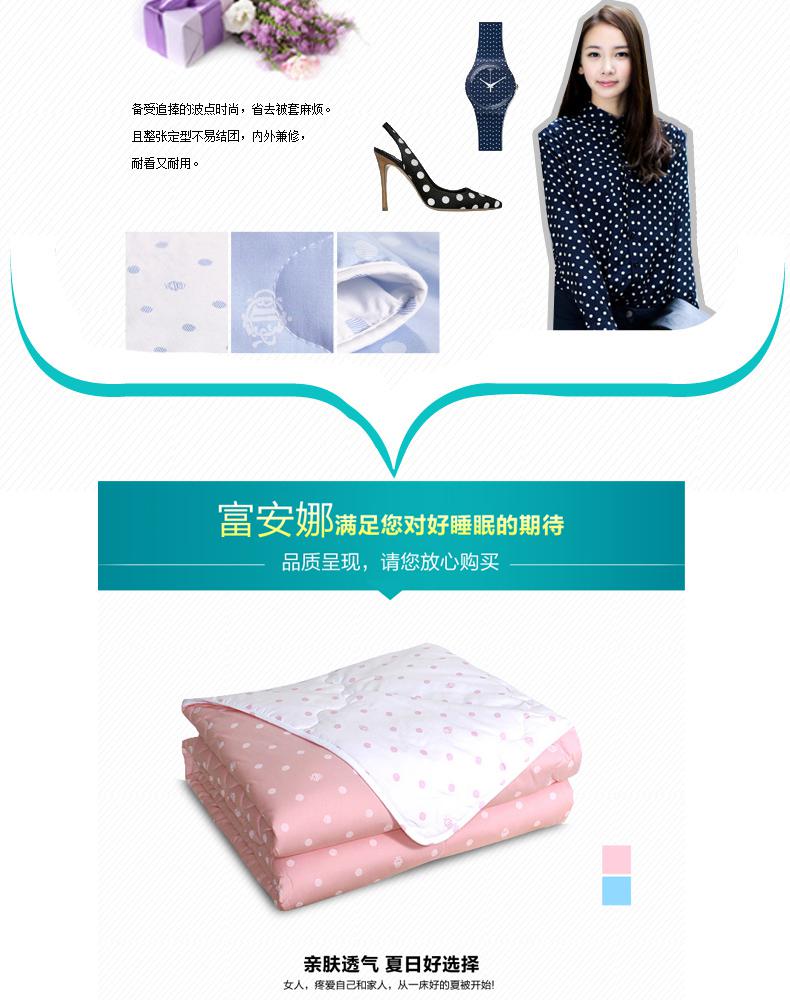 备受追捧的波点时尚，省去被套麻烦。
且整张定型不易结团，内外兼修，
耐看又耐用。
富安娜满足您对好睡眠的期待
品质呈现，请您放心购买
亲肤透气 夏日好选择
女人，疼爱自己和家人，从一床好的夏被开始!